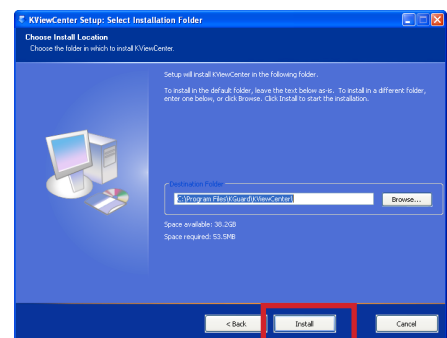 KViewCenter Setup: Select Installation Folder
Choose Install Location
Choose the folder in which to install KViewCenter.
Setup will install KViewCenter in the following folder.
To install in the default folder, leave the text below as-is. To install in a different folder,
enter one below, or click Browse. Click Install to start the installation.
Destination Folder
C:\Program Files\KGuard\KViewCenter\
Browse...
Space available: 38.2GB
Space required: 53.5MB
< Back
Install
Cancel